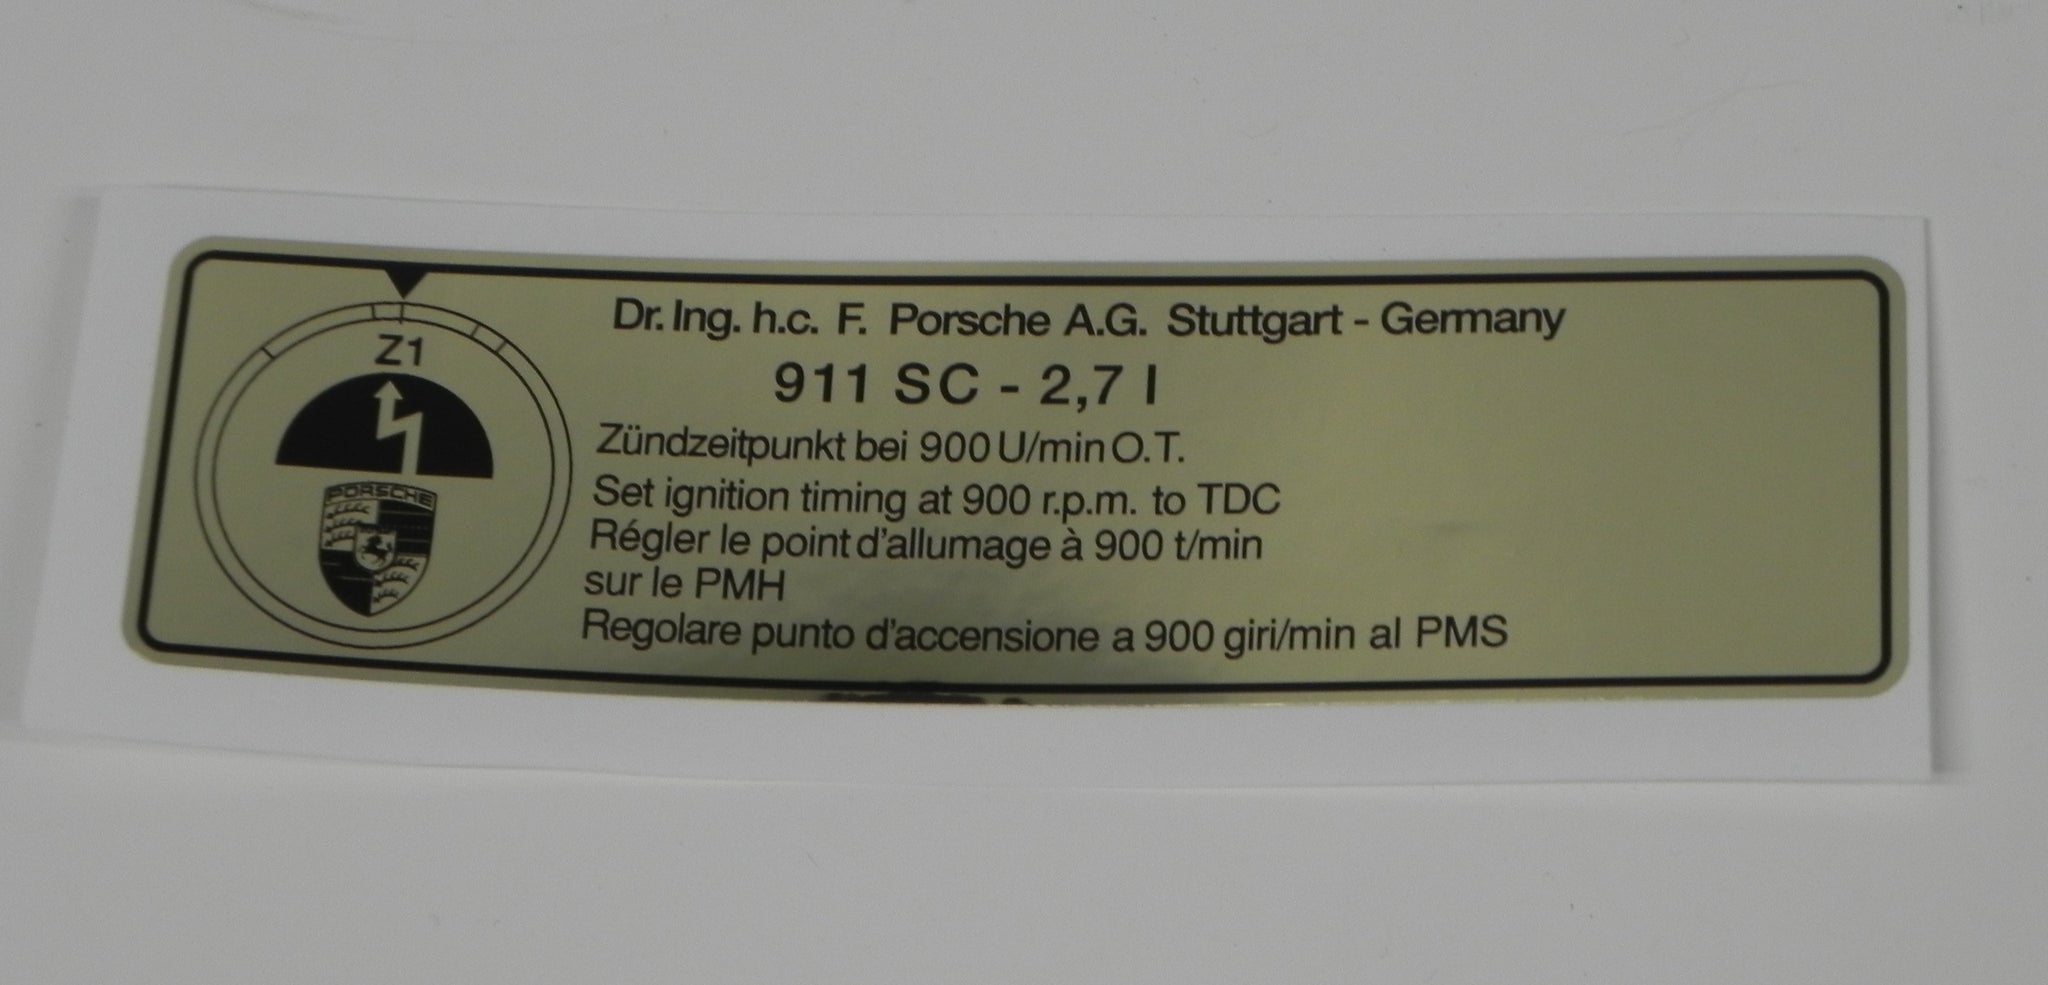 Z1
PORSCHE
Dr. Ing. h.c. F. Porsche A.G. Stuttgart - Germany
911 SC - 2,7 l
Zündzeitpunkt bei 900 U/min O.T.
Set ignition timing at 900 r.p.m. to TDC
Régler le point d'allumage à 900 t/min
sur le PMH
Regolare punto d'accensione a 900 giri/min al PMS